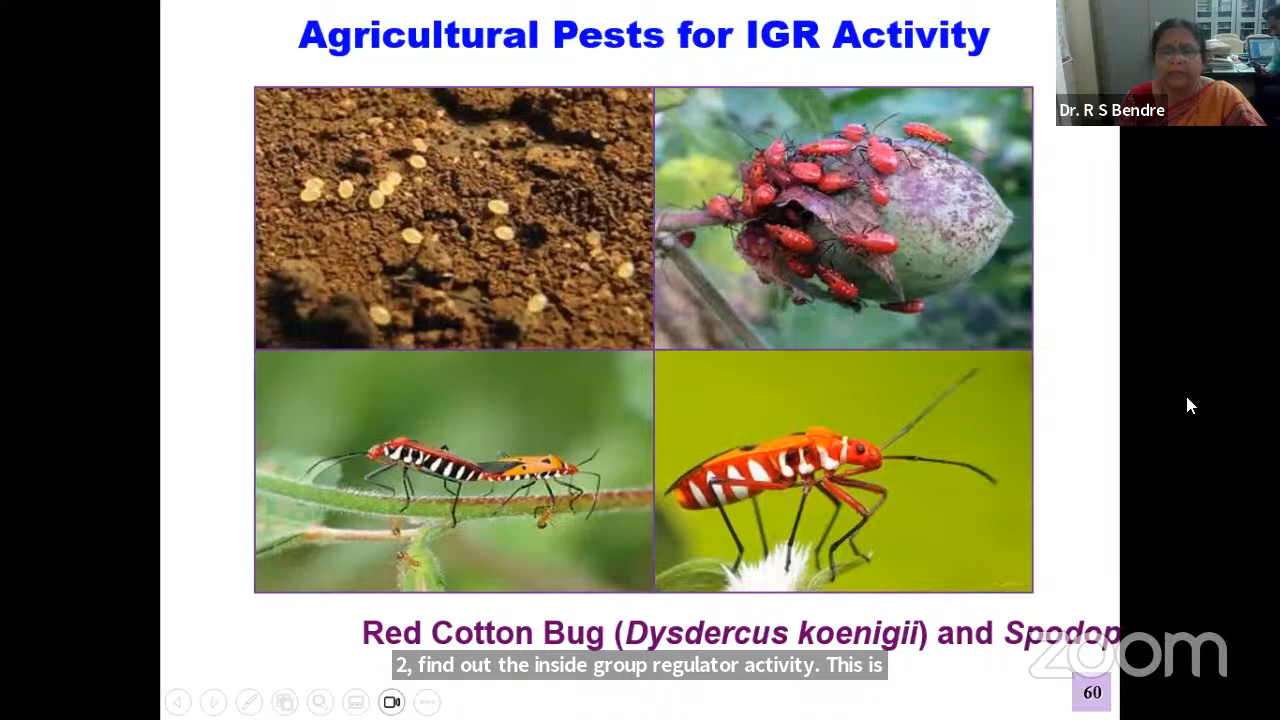 Agricultural Pests for IGR Activity
Dr. R S Bendre
Red Cotton Bug (Dysdercus koenigii) and Spodop
zoom
2, find out the inside group regulator activity. This is
60